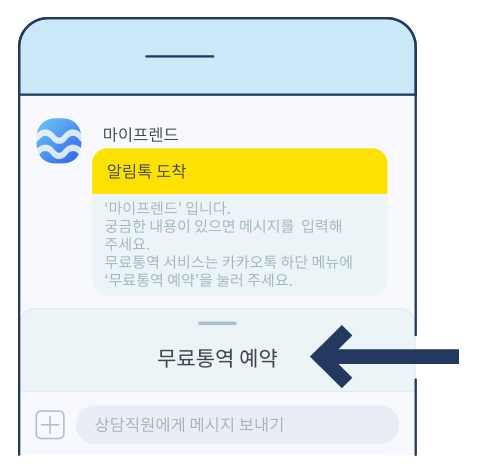 마이프렌드
알림톡 도착
‘마이프렌드’ 입니다.
궁금한 내용이 있으면 메시지를 입력해
주세요.
무료통역 서비스는 카카오톡 하단 메뉴에
‘무료통역 예약’을 눌러 주세요.
무료통역 예약
상담직원에게 메시지 보내기